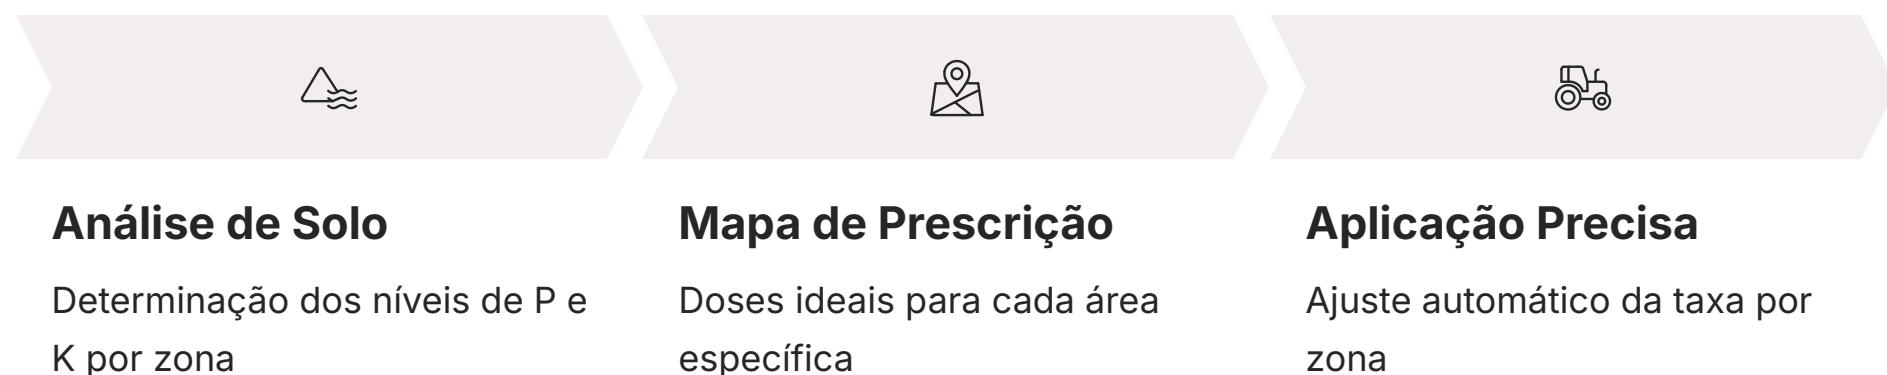 Análise de Solo
Determinação dos níveis de P e
K por zona
Mapa de Prescrição
Doses ideais para cada área
específica
Aplicação Precisa
Ajuste automático da taxa por
zona